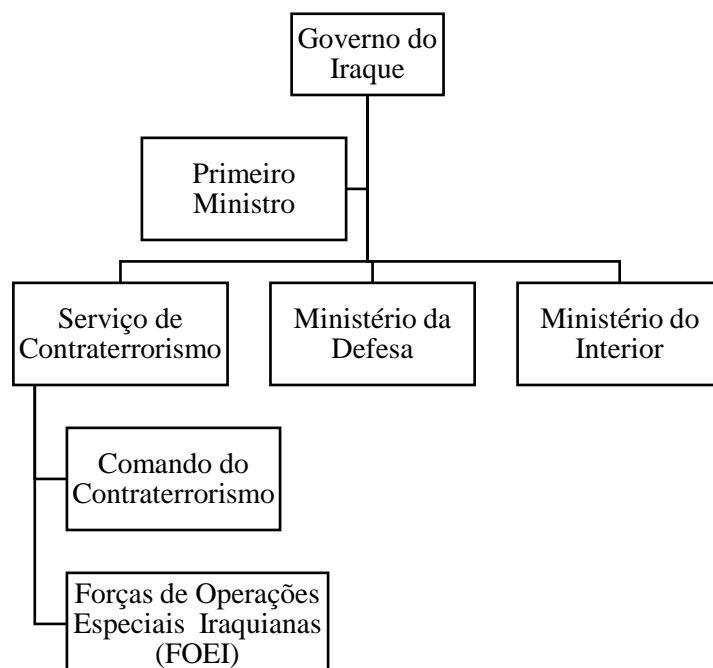 Governo do
Iraque
Primeiro
Ministro
Serviço de
Contraterrorismo
Ministério da
Defesa
Ministério do
Interior
Comando do
Contraterrorismo
Forças de Operações
Especiais Iraquianas
(FOEI)